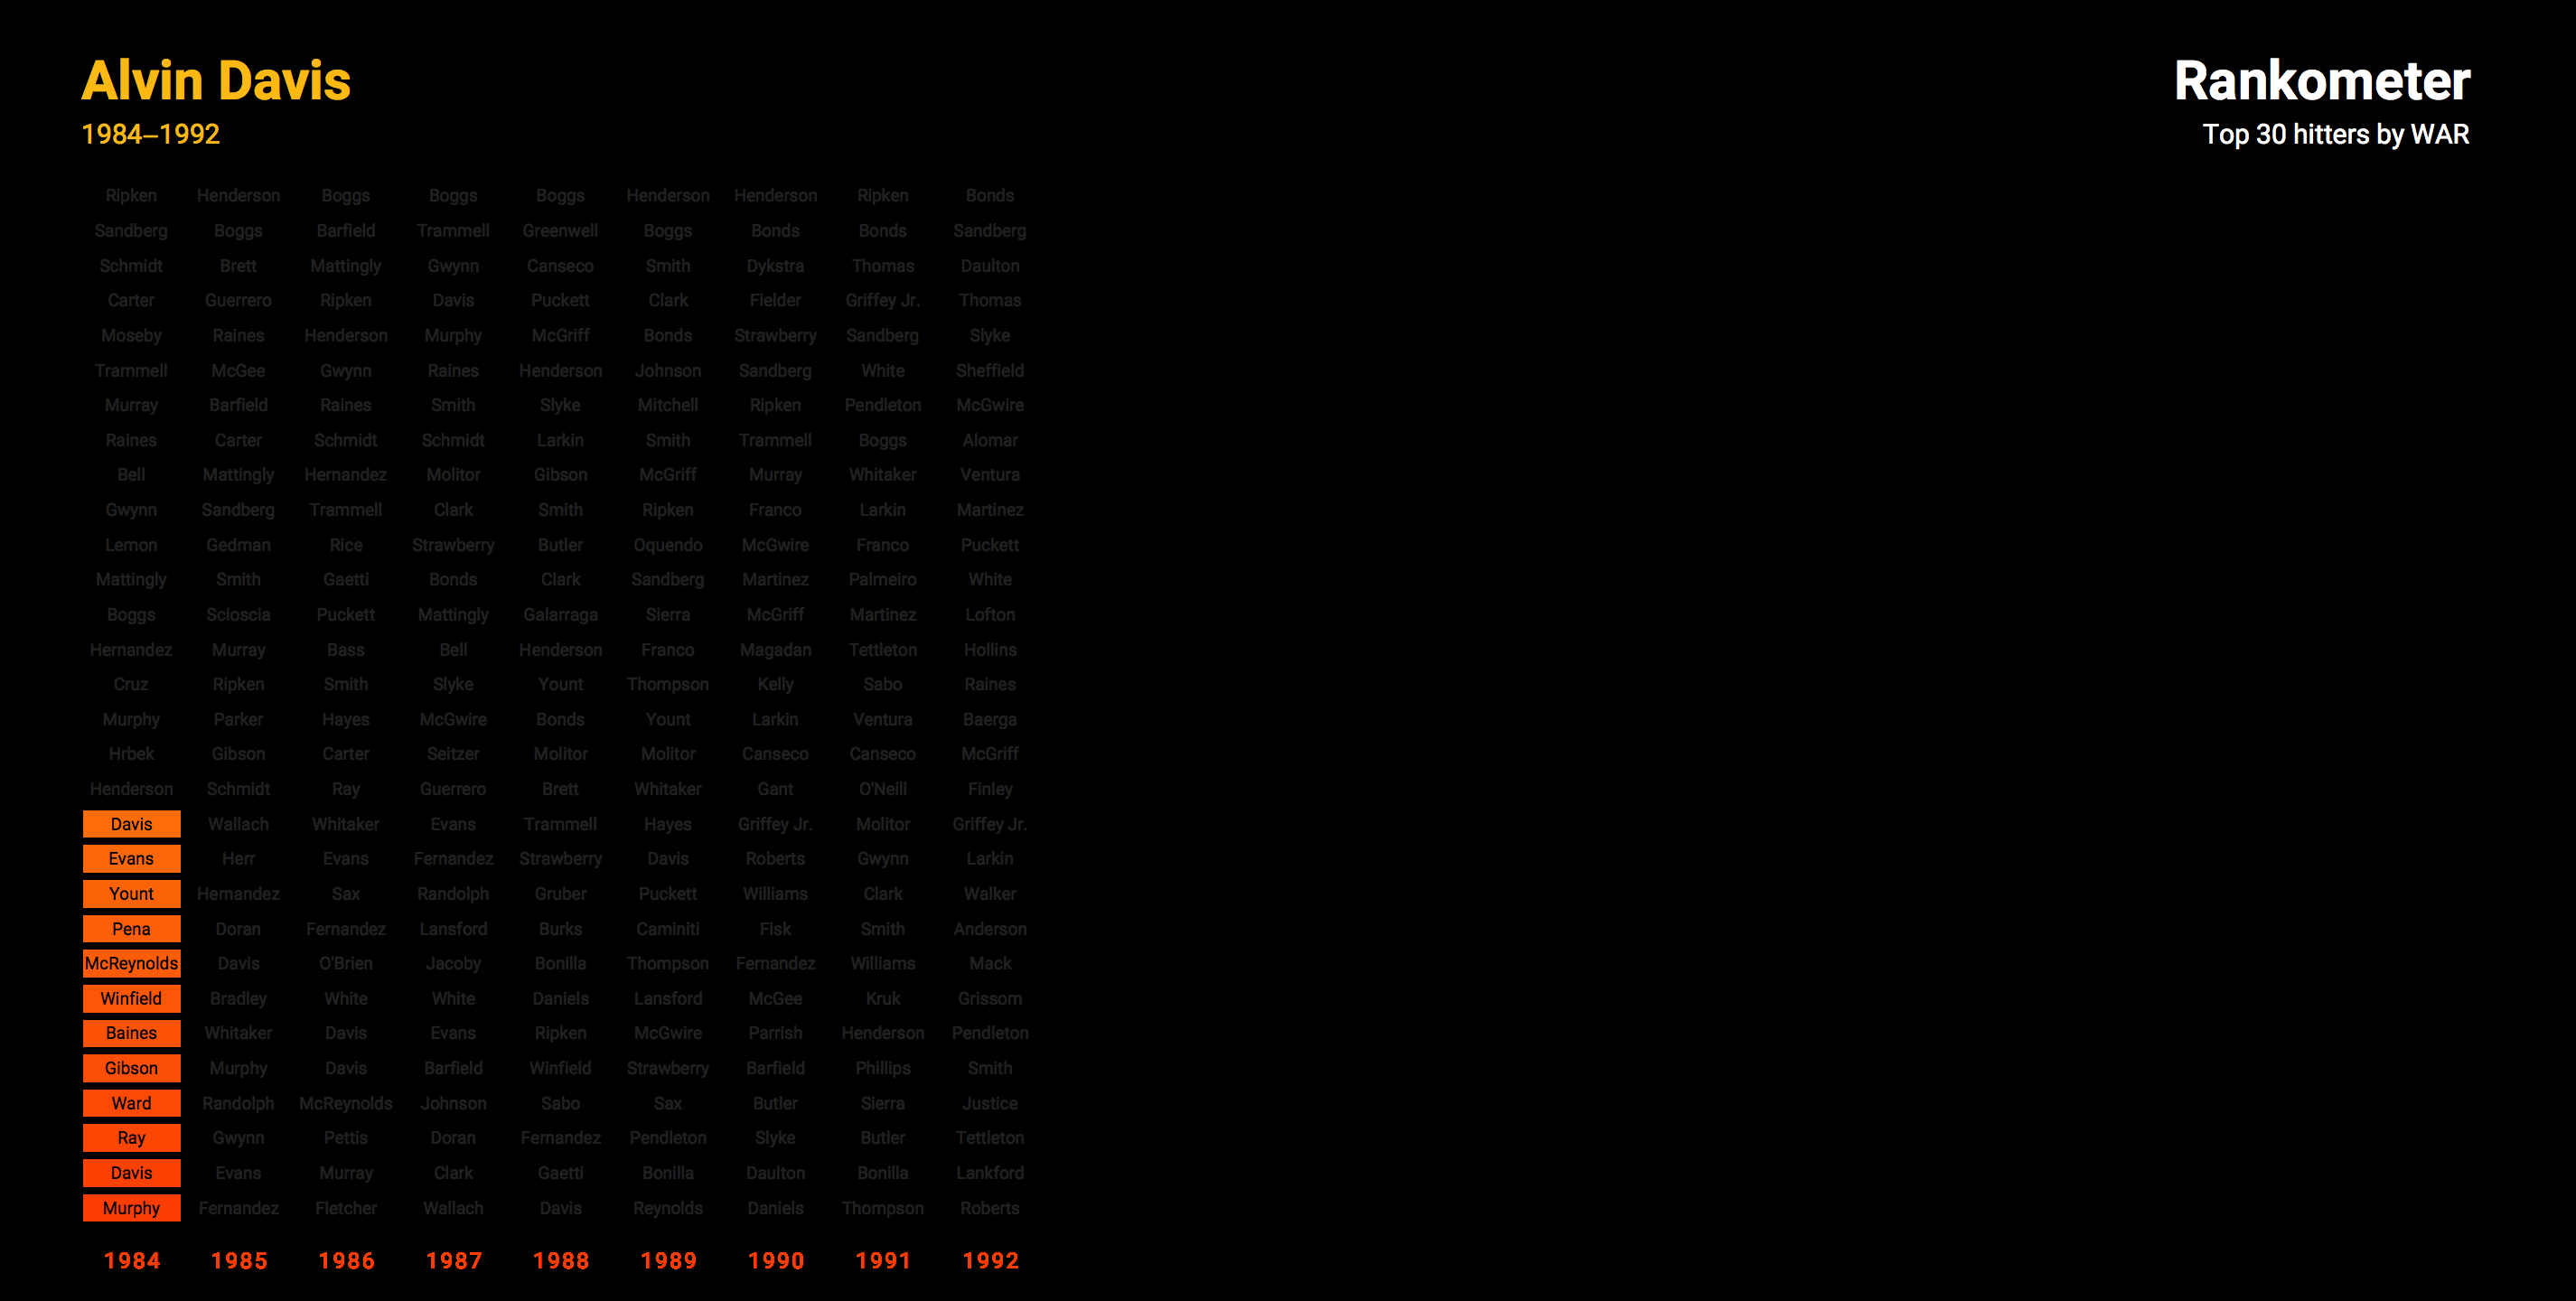 Alvin Davis
1984–1992
Rankometer
Top 30 hitters by WAR
Ripken Henderson Boggs Boggs Boggs Henderson Henderson Ripken Bonds
Sandberg Boggs Barfield Trammell Greenwell Boggs Bonds Bonds Sandberg
Schmidt Brett Mattingly Gwynn Canseco Smith Dykstra Thomas Daulton
Carter Guerrero Ripken Davis Puckett Clark Fielder Griffey Jr. Thomas
Moseby Raines Henderson Murphy McGriff Bonds Strawberry Sandberg Slyke
Trammell McGee Gwynn Raines Henderson Johnson Sandberg White Sheffield
Murray Barfield Raines Smith Slyke Mitchell Ripken Pendleton McGwire
Raines Carter Schmidt Schmidt Larkin Smith Trammell Boggs Alomar
Bell Mattingly Hernandez Molitor Gibson McGriff Murray Whitaker Ventura
Gwynn Sandberg Trammell Clark Smith Ripken Franco Larkin Martinez
Lemon Gedman Rice Strawberry Butler Oquendo McGwire Franco Puckett
Mattingly Smith Gaetti Bonds Clark Sandberg Martinez Palmeiro White
Boggs Scioscia Puckett Mattingly Galarraga Sierra McGriff Martinez Lofton
Hernandez Murray Bass Bell Henderson Franco Magadan Tettleton Hollins
Cruz Ripken Smith Slyke Yount Thompson Kelly Sabo Raines
Murphy Parker Hayes McGwire Bonds Yount Larkin Ventura Baerga
Hrbek Gibson Carter Seitzer Molitor Molitor Canseco Canseco McGriff
Henderson Schmidt Ray Guerrero Brett Whitaker Gant O'Neill Finley
Davis Wallach Whitaker Evans Trammell Hayes Griffey Jr. Molitor Griffey Jr.
Evans Herr Evans Fernandez Strawberry Davis Roberts Gwynn Larkin
Yount Hernandez Sax Randolph Gruber Puckett Williams Clark Walker
Pena Doran Fernandez Lansford Burks Caminiti Fisk Smith Anderson
McReynolds Davis O'Brien Jacoby Bonilla Thompson Fernandez Williams Mack
Winfield Bradley White White Daniels Lansford McGee Kruk Grissom
Baines Whitaker Davis Evans Ripken McGwire Parrish Henderson Pendleton
Gibson Murphy Davis Barfield Winfield Strawberry Barfield Phillips Smith
Ward Randolph McReynolds Johnson Sabo Sax Butler Sierra Justice
Ray Gwynn Pettis Doran Fernandez Pendleton Slyke Butler Tettleton
Davis Evans Murray Clark Gaetti Bonilla Daulton Bonilla Lankford
Murphy Fernandez Fletcher Wallach Davis Reynolds Daniels Thompson Roberts
1984 1985 1986 1987 1988 1989 1990 1991 1992